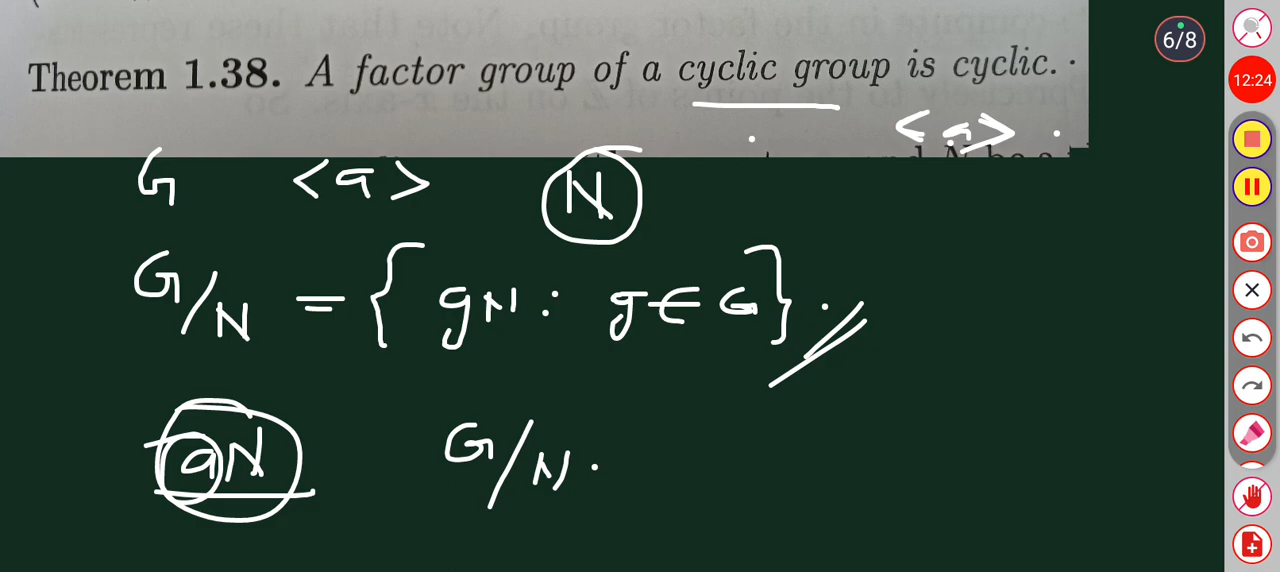 Theorem 1.38. A factor group of a cyclic group is cyclic.
<a>
G <a> N
G/N = { gN : g ∈ G } .
aN G/N .
6/8
12:24